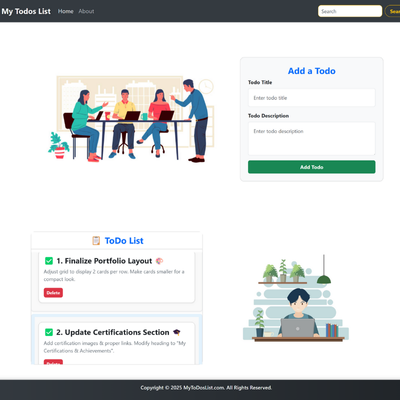 My Todos List Home About Search
Add a Todo
Todo Title
Enter todo title
Todo Description
Enter todo description
Add Todo
📋 ToDo List
✅ 1. Finalize Portfolio Layout 🎨
Adjust grid to display 2 cards per row. Make cards smaller for a
compact look.
Delete
✅ 2. Update Certifications Section 🎓
Add certification images & proper links. Modify heading to "My
Certifications & Achievements".
Delete
Copyright © 2025 MyToDosList.com. All Rights Reserved.